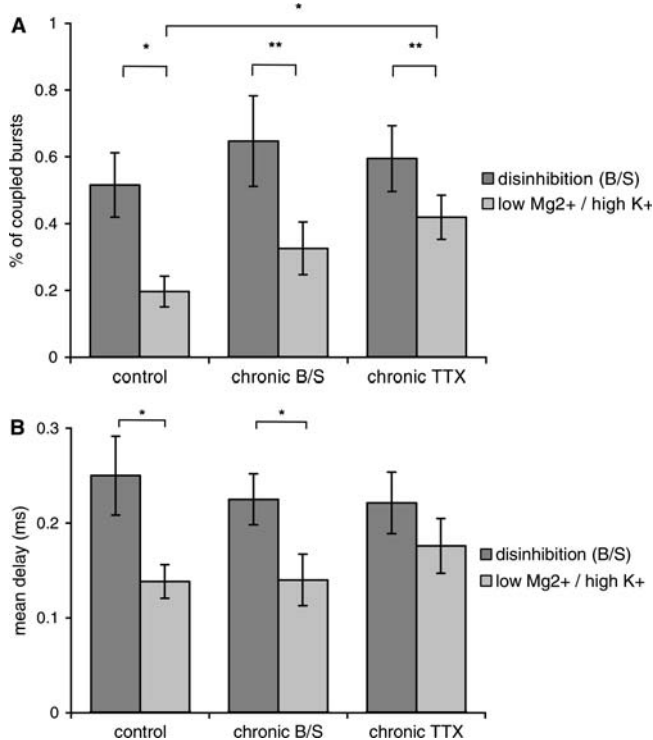 A
*
*
**
**
1
0.8
0.6
0.4
0.2
0
% of coupled bursts
disinhibition (B/S)
low Mg2+ / high K+
control
chronic B/S
chronic TTX
B
*
*
0.3
0.2
0.1
0
mean delay (ms)
disinhibition (B/S)
low Mg2+ / high K+
control
chronic B/S
chronic TTX